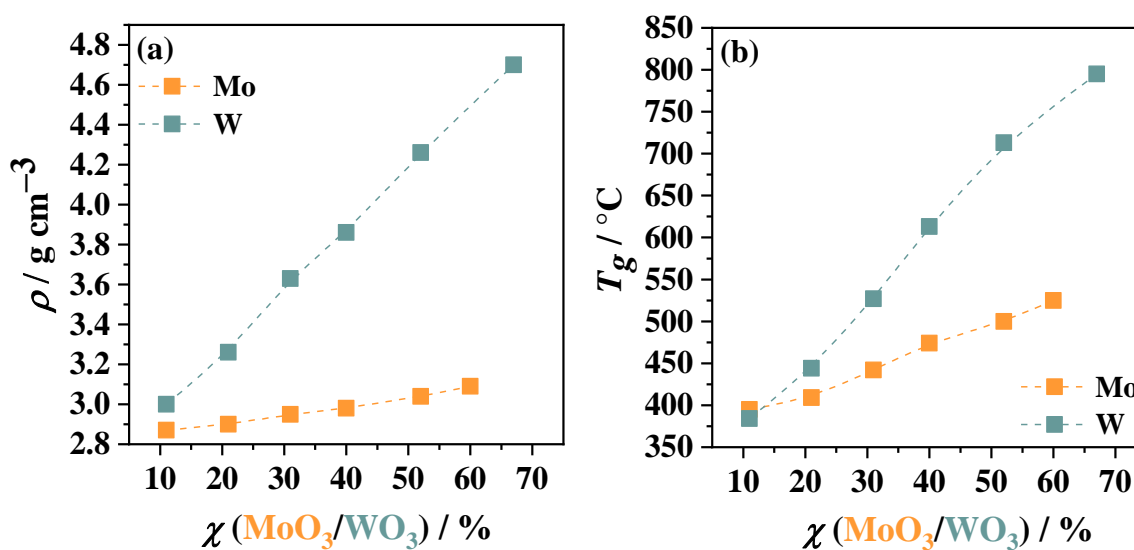 (a)
Mo
W
4.8
4.6
4.4
4.2
4.0
3.8
3.6
3.4
3.2
3.0
2.8
ρ / g cm−3
10 20 30 40 50 60 70
χ (MoO3/WO3) / %
(b)
850
800
750
700
650
600
550
500
450
400
350
Tg / °C
Mo
W
10 20 30 40 50 60 70
χ (MoO3/WO3) / %